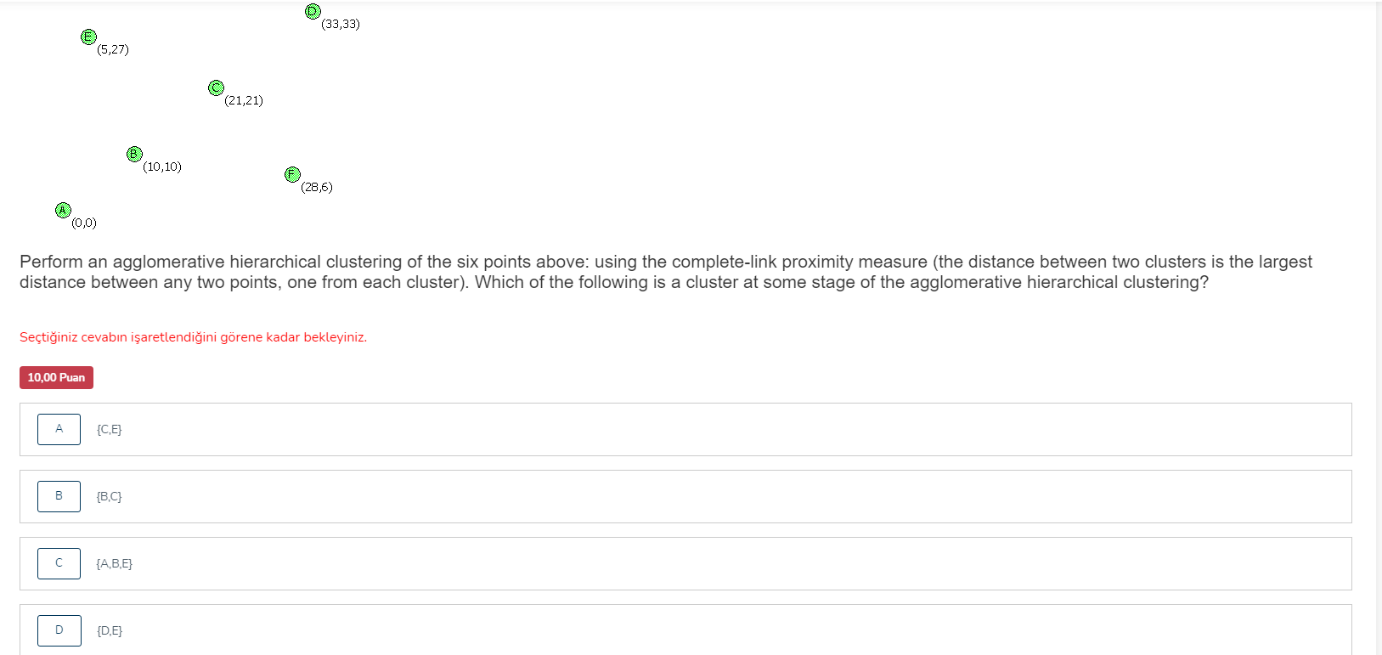 D
(33,33)
E
(5,27)
C
(21,21)
B
(10,10)
F
(28,6)
A
(0,0)
Perform an agglomerative hierarchical clustering of the six points above: using the complete-link proximity measure (the distance between two clusters is the largest
distance between any two points, one from each cluster). Which of the following is a cluster at some stage of the agglomerative hierarchical clustering?
Seçtiğiniz cevabın işaretlendiğini görene kadar bekleyiniz.
10,00 Puan
A {C,E}
B {B,C}
C {A,B,E}
D {D,E}